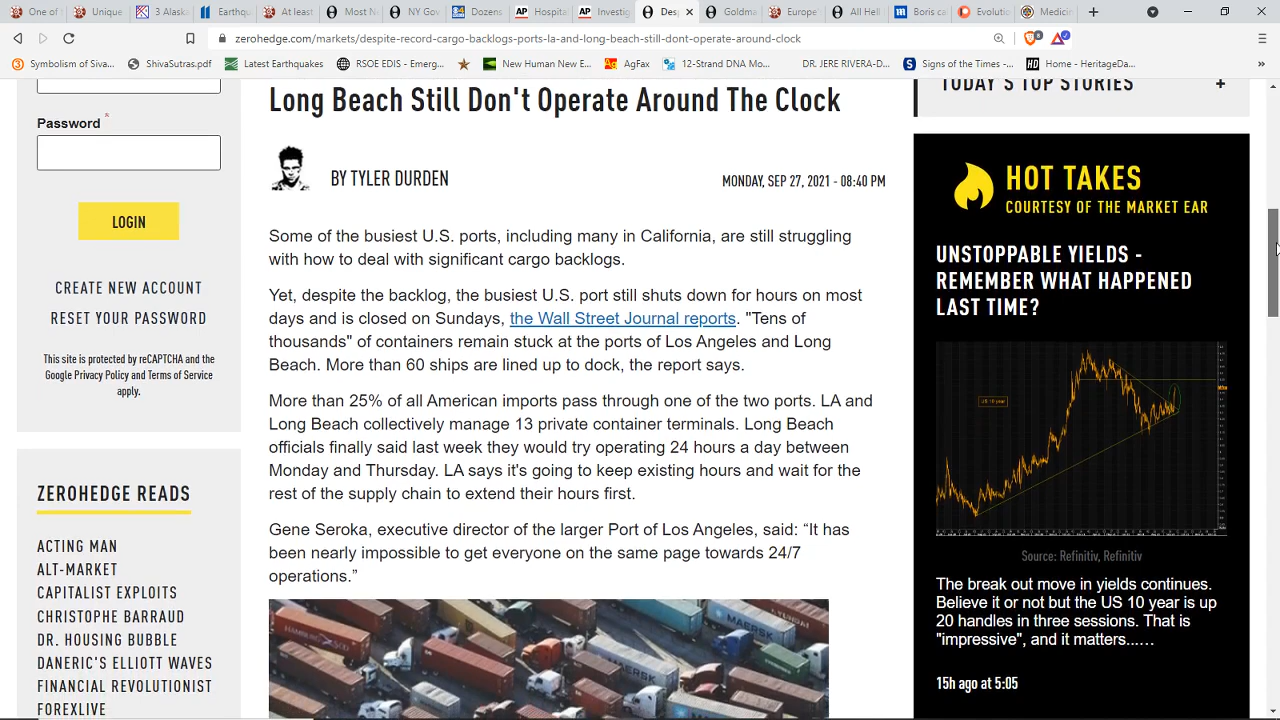 One of
Unique
3 Alask
Earthqu
At least
Most N
NY Gov
Dozens
AP Hospita
AP Investig
Des
Goldma
Europe
All Hell
Boris ca
Evolutio
Medicin
zerohedge.com/markets/despite-record-cargo-backlogs-ports-la-and-long-beach-still-dont-operate-around-clock
Symbolism of Siva...
ShivaSutras.pdf
Latest Earthquakes
RSOE EDIS - Emerg...
New Human New E...
AgFax
12-Strand DNA Mo...
DR. JERE RIVERA-D...
Signs of the Times -...
HD Home - HeritageDa...
Password *
LOGIN
CREATE NEW ACCOUNT
RESET YOUR PASSWORD
This site is protected by reCAPTCHA and the
Google Privacy Policy and Terms of Service
apply.
ZEROHEDGE READS
ACTING MAN
ALT-MARKET
CAPITALIST EXPLOITS
CHRISTOPHE BARRAUD
DR. HOUSING BUBBLE
DANERIC'S ELLIOTT WAVES
FINANCIAL REVOLUTIONIST
FOREXLIVE
Long Beach Still Don't Operate Around The Clock
BY TYLER DURDEN
MONDAY, SEP 27, 2021 - 08:40 PM
Some of the busiest U.S. ports, including many in California, are still struggling
with how to deal with significant cargo backlogs.
Yet, despite the backlog, the busiest U.S. port still shuts down for hours on most
days and is closed on Sundays, the Wall Street Journal reports. "Tens of
thousands" of containers remain stuck at the ports of Los Angeles and Long
Beach. More than 60 ships are lined up to dock, the report says.
More than 25% of all American imports pass through one of the two ports. LA and
Long Beach collectively manage 13 private container terminals. Long Beach
officials finally said last week they would try operating 24 hours a day between
Monday and Thursday. LA says it's going to keep existing hours and wait for the
rest of the supply chain to extend their hours first.
Gene Seroka, executive director of the larger Port of Los Angeles, said: “It has
been nearly impossible to get everyone on the same page towards 24/7
operations.”
TODAY'S TOP STORIES +
HOT TAKES
COURTESY OF THE MARKET EAR
UNSTOPPABLE YIELDS -
REMEMBER WHAT HAPPENED
LAST TIME?
US 10 year
Source: Refinitiv, Refinitiv
The break out move in yields continues.
Believe it or not but the US 10 year is up
20 handles in three sessions. That is
"impressive", and it matters...…
15h ago at 5:05